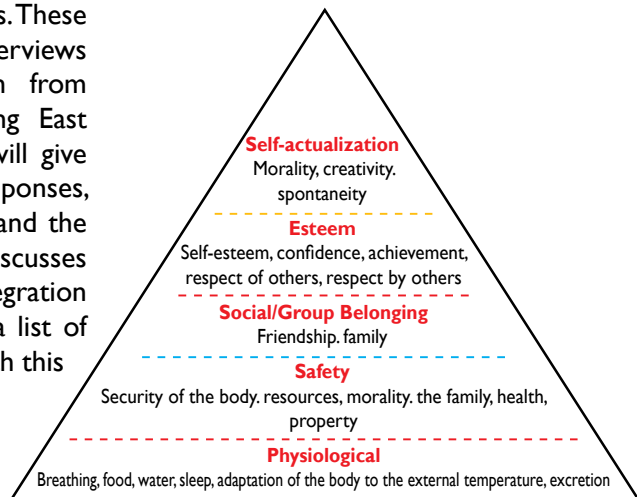 s. These
erviews
from
ng East
will give
ponses,
and the
scusses
egration
a list of
h this
Self-actualization
Morality, creativity.
spontaneity
Esteem
Self-esteem, confidence, achievement,
respect of others, respect by others
Social/Group Belonging
Friendship. family
Safety
Security of the body. resources, morality. the family, health,
property
Physiological
Breathing, food, water, sleep, adaptation of the body to the external temperature, excretion